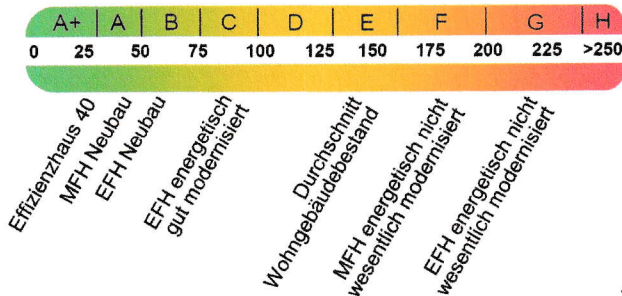 A+ A B C D E F G H
0 25 50 75 100 125 150 175 200 225 >250
Effizienzhaus 40
MFH Neubau
EFH Neubau
EFH energetisch
gut modernisiert
Durchschnitt
Wohngebäudebestand
MFH energetisch nicht
wesentlich modernisiert
EFH energetisch nicht
wesentlich modernisiert